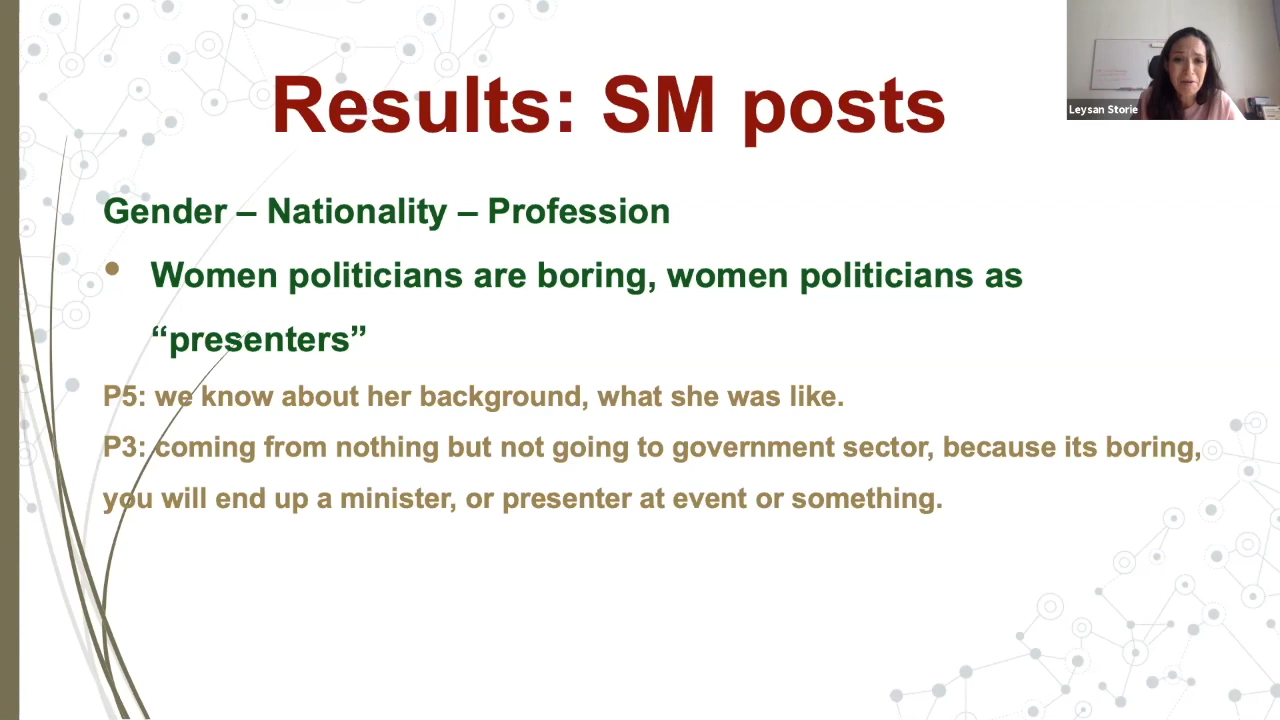 Results: SM posts
Leysan Storie
Gender – Nationality – Profession
• Women politicians are boring, women politicians as
“presenters”
P5: we know about her background, what she was like.
P3: coming from nothing but not going to government sector, because its boring,
you will end up a minister, or presenter at event or something.